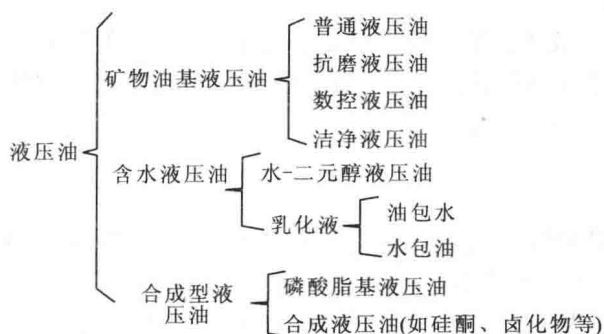 普通液压油
抗磨液压油
矿物油基液压油
数控液压油
洁净液压油
液压油
含水液压油
水-二元醇液压油
乳化液
油包水
水包油
合成型液
压油
磷酸脂基液压油
合成液压油(如硅酮、卤化物等)